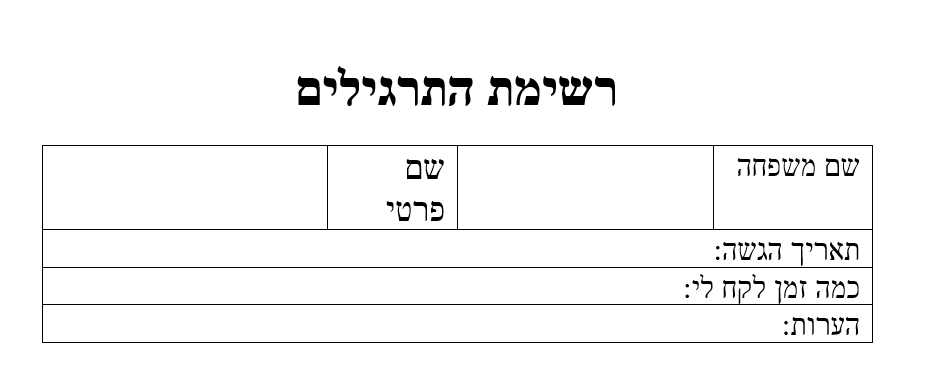 רשימת התרגילים
שם משפחה
שם
פרטי
תאריך הגשה:
כמה זמן לקח לי:
הערות: